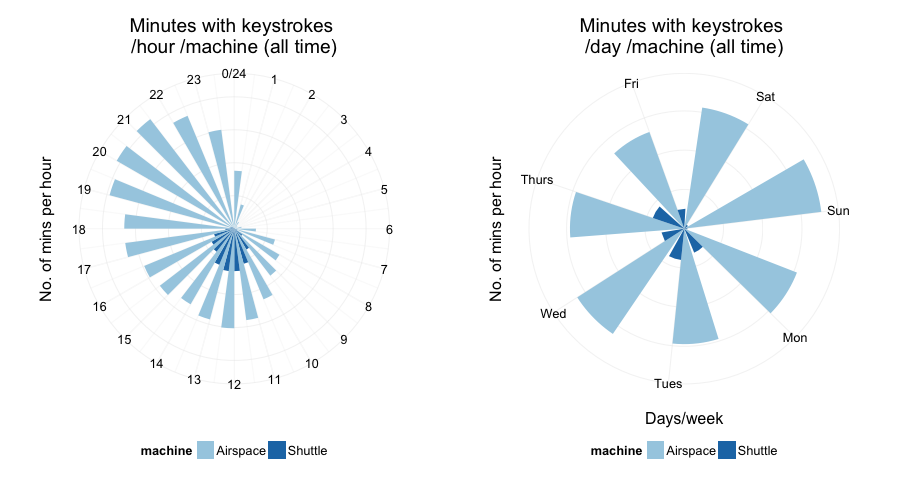 Minutes with keystrokes
/hour /machine (all time)
No. of mins per hour
0/24
1
2
3
4
5
6
7
8
9
10
11
12
13
14
15
16
17
18
19
20
21
22
23
machine Airspace Shuttle
Minutes with keystrokes
/day /machine (all time)
No. of mins per hour
Fri
Sat
Sun
Mon
Tues
Wed
Thurs
Days/week
machine Airspace Shuttle